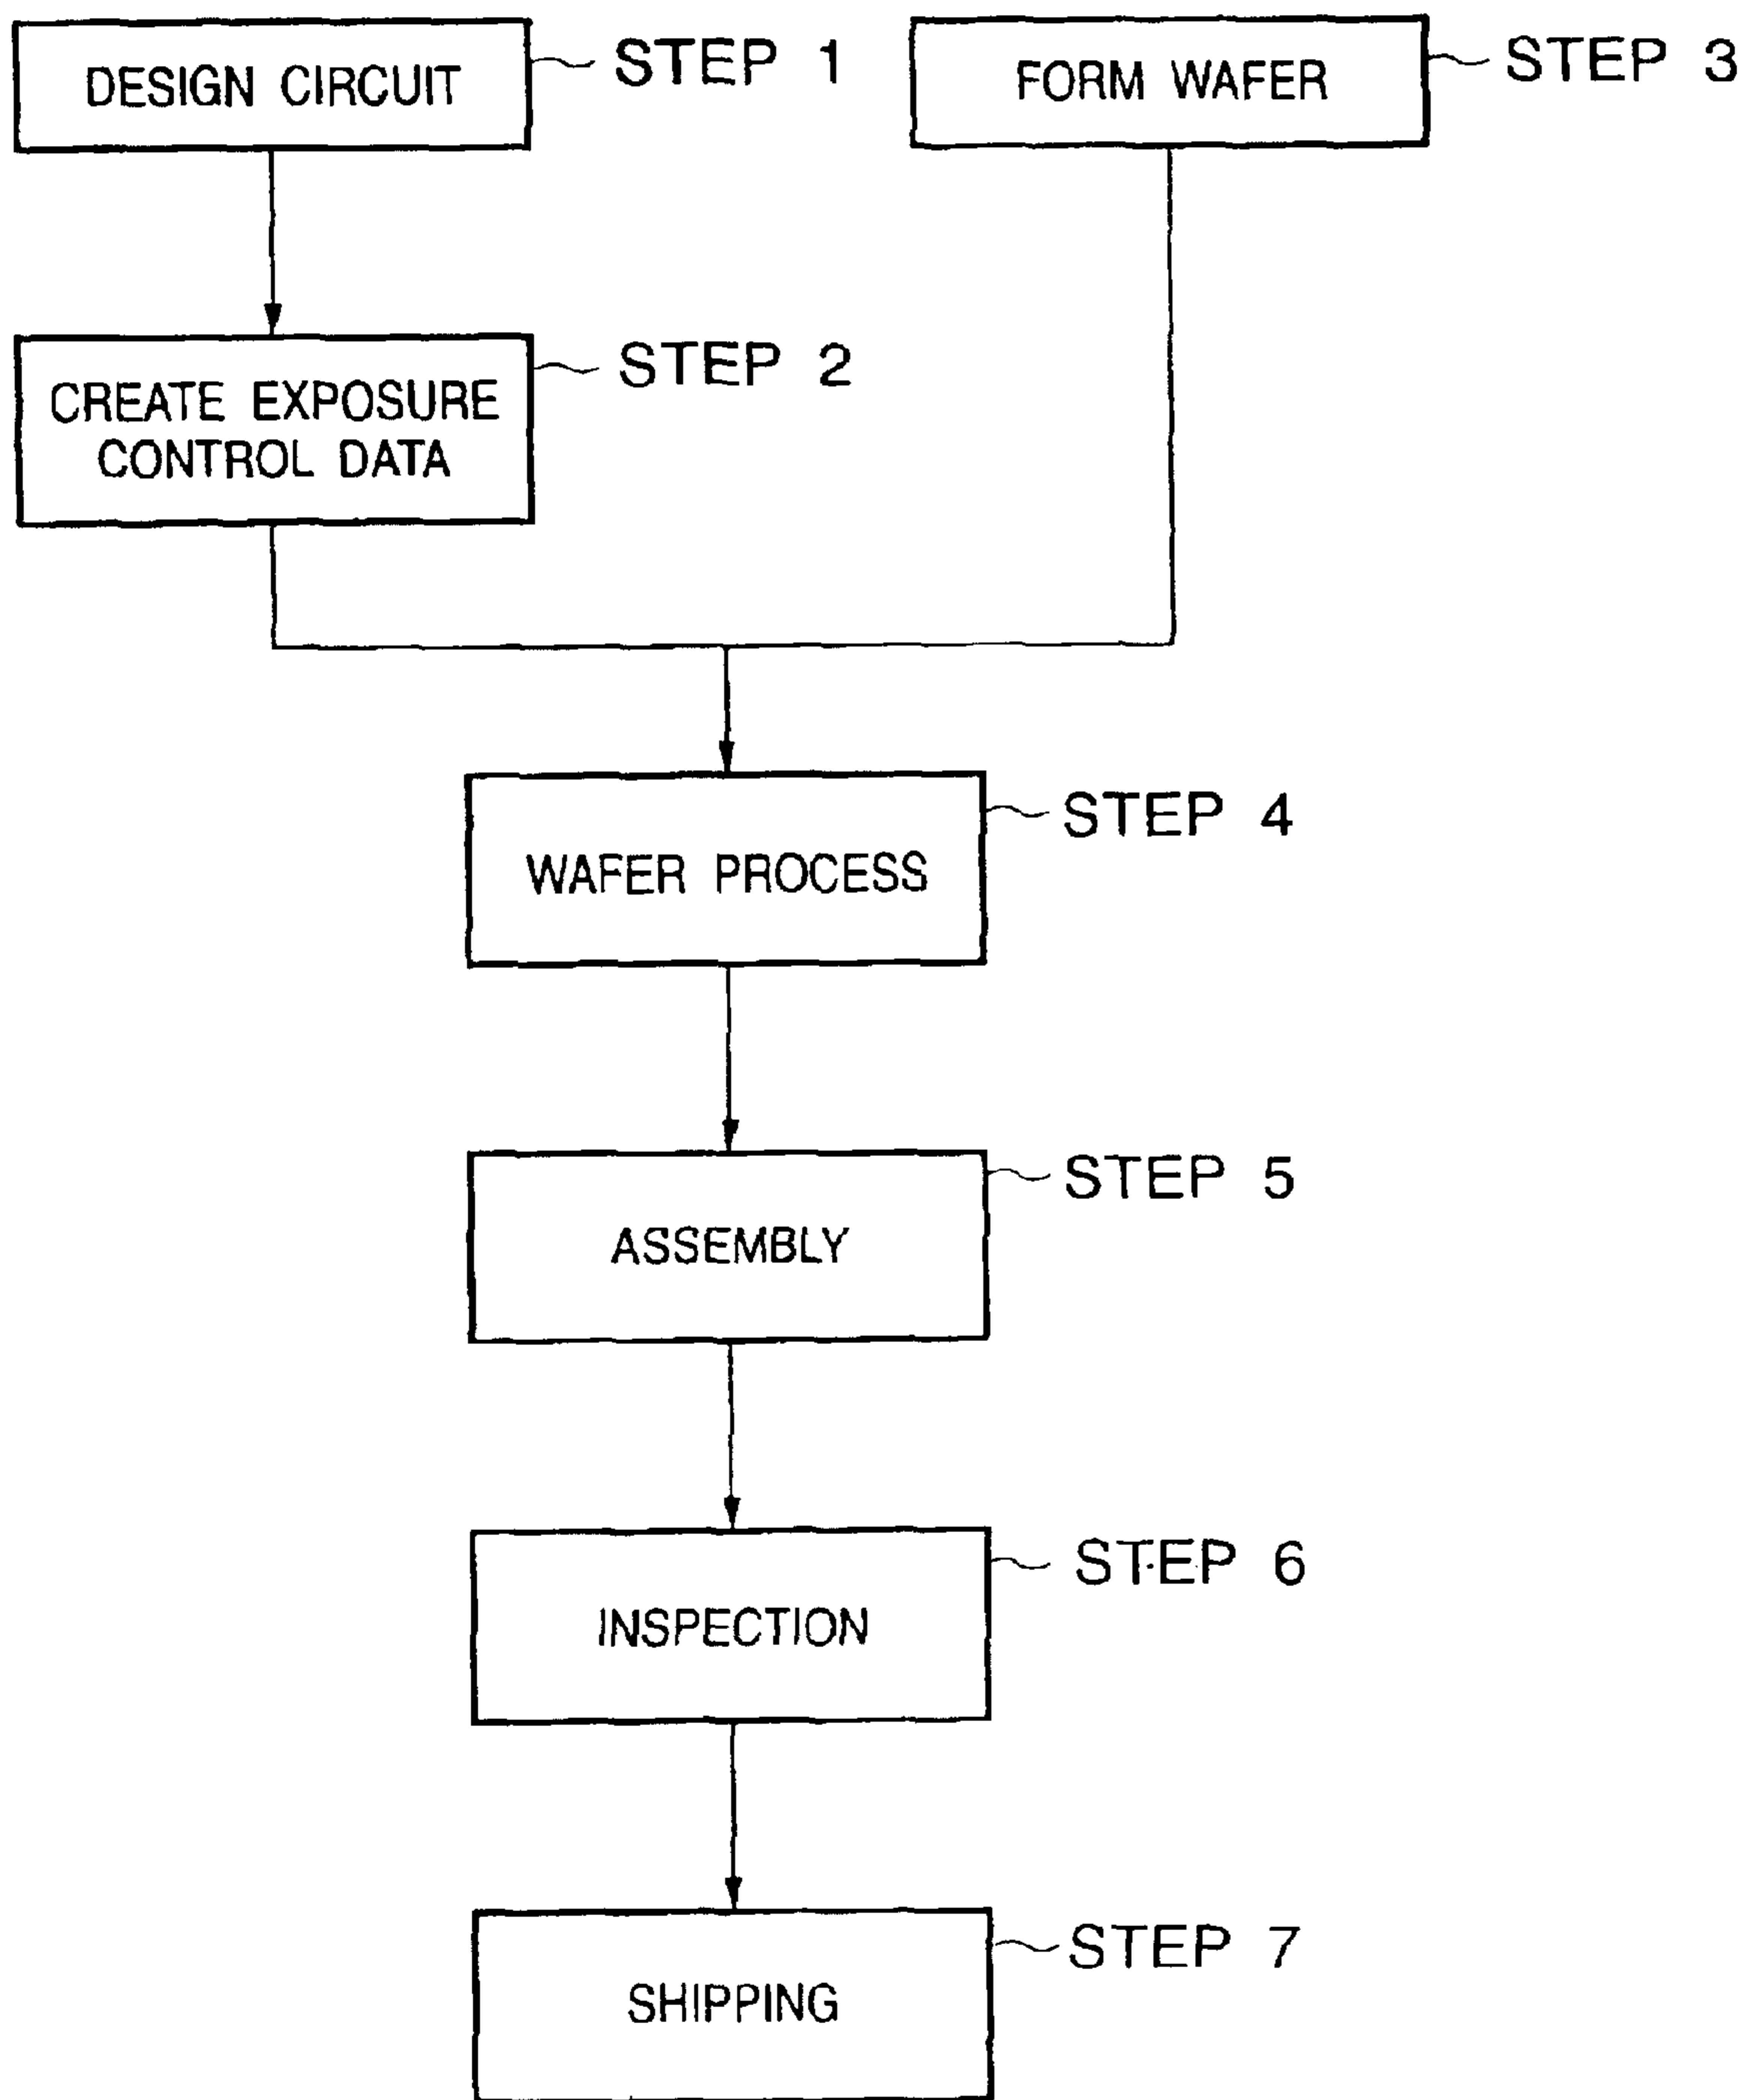 DESIGN CIRCUIT
STEP 1
FORM WAFER
STEP 3
CREATE EXPOSURE
CONTROL DATA
STEP 2
WAFER PROCESS
STEP 4
ASSEMBLY
STEP 5
INSPECTION
STEP 6
SHIPPING
STEP 7